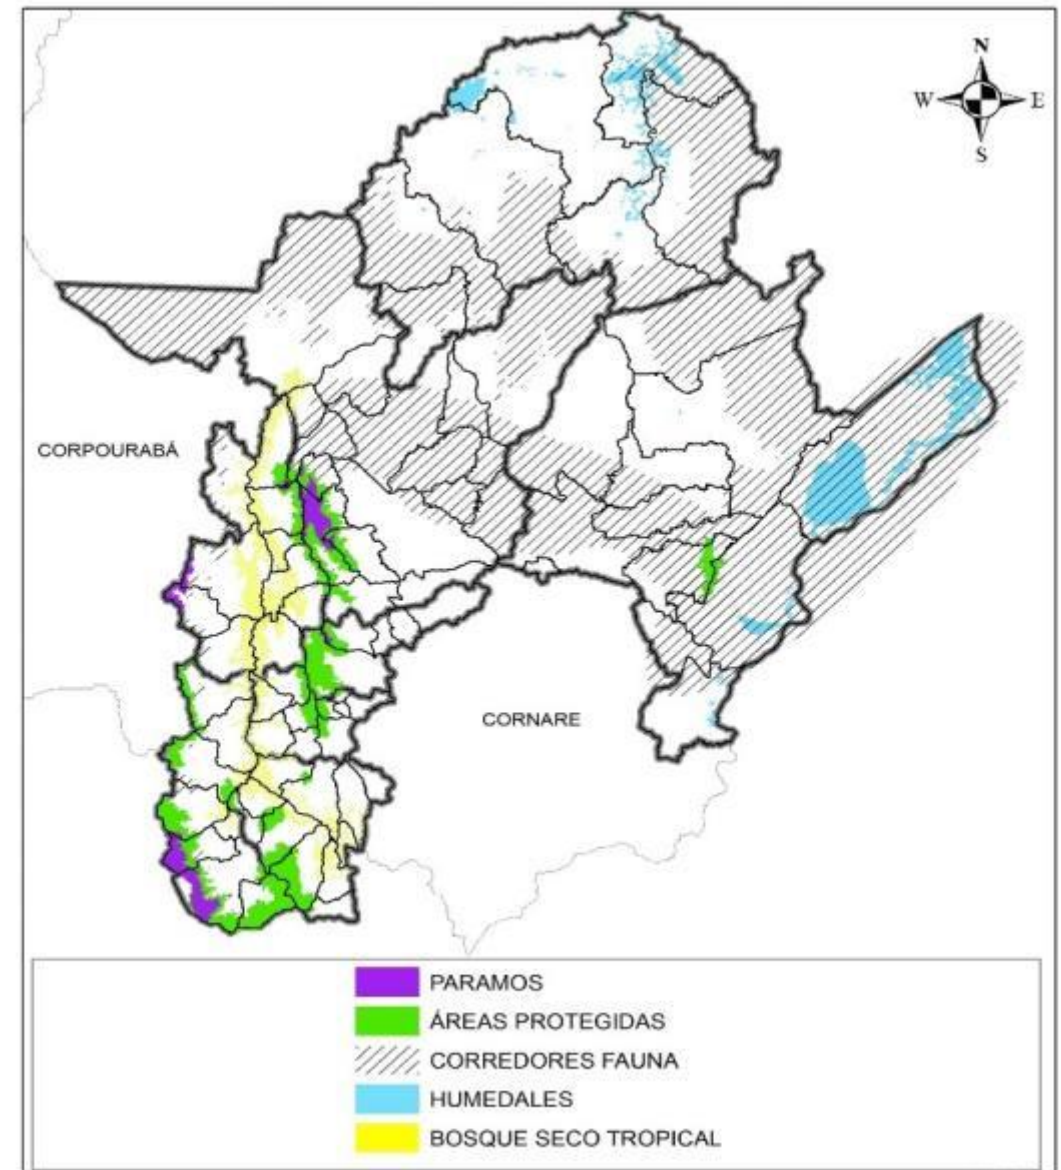 N
W E
S
CORPOURABÁ
CORNARE
PARAMOS
ÁREAS PROTEGIDAS
CORREDORES FAUNA
HUMEDALES
BOSQUE SECO TROPICAL